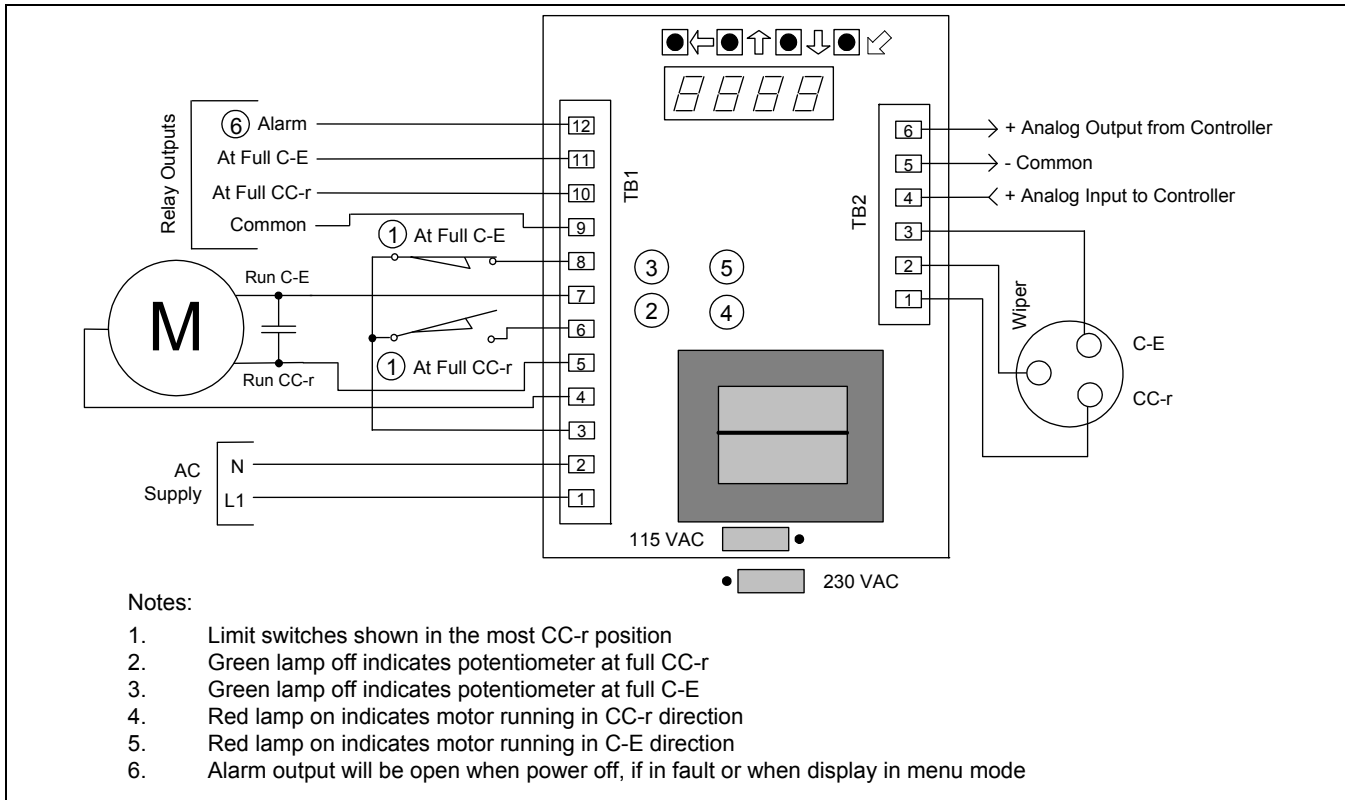 Relay Outputs
6 Alarm
At Full C-E
At Full CC-r
Common
12
11
10
9
8
7
6
5
4
3
2
1
TB1
1 At Full C-E
1 At Full CC-r
Run C-E
M
Run CC-r
AC
Supply
N
L1
8888
3
5
2
4
TB2
6
5
4
3
2
1
+ Analog Output from Controller
- Common
+ Analog Input to Controller
Wiper
C-E
CC-r
115 VAC
230 VAC
Notes:
1. Limit switches shown in the most CC-r position
2. Green lamp off indicates potentiometer at full CC-r
3. Green lamp off indicates potentiometer at full C-E
4. Red lamp on indicates motor running in CC-r direction
5. Red lamp on indicates motor running in C-E direction
6. Alarm output will be open when power off, if in fault or when display in menu mode